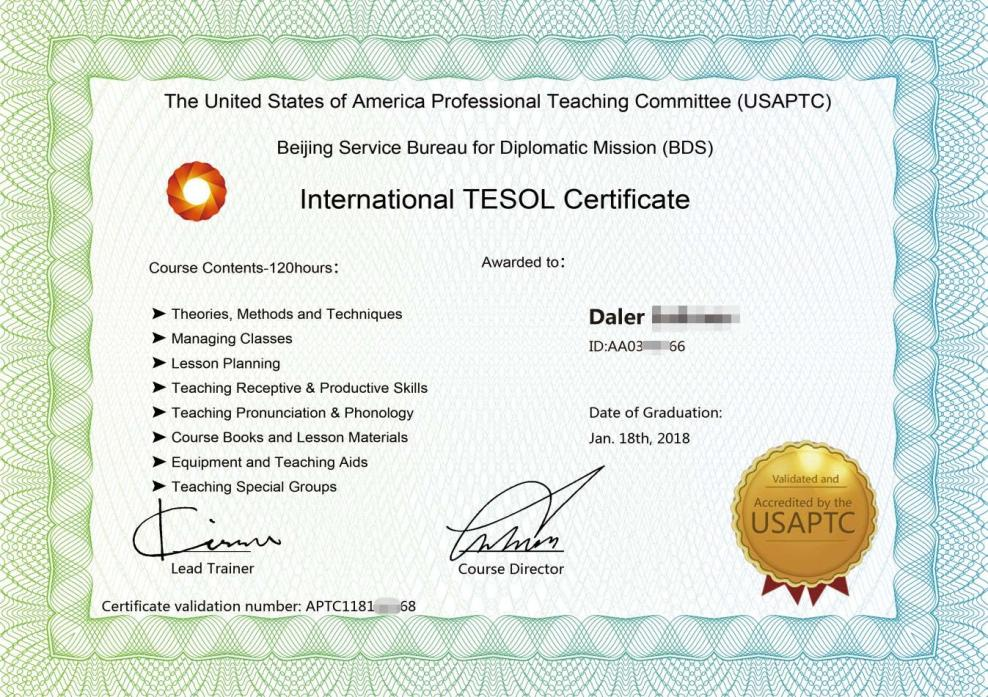 The United States of America Professional Teaching Committee (USAPTC)
Beijing Service Bureau for Diplomatic Mission (BDS)
International TESOL Certificate
Course Contents-120hours:
➤ Theories, Methods and Techniques
➤ Managing Classes
➤ Lesson Planning
➤ Teaching Receptive & Productive Skills
➤ Teaching Pronunciation & Phonology
➤ Course Books and Lesson Materials
➤ Equipment and Teaching Aids
➤ Teaching Special Groups
Awarded to:
Daler
ID:AA03 66
Date of Graduation:
Jan. 18th, 2018
Validated and
Accredited by the
USAPTC
Lead Trainer
Course Director
Certificate validation number: APTC1181 68